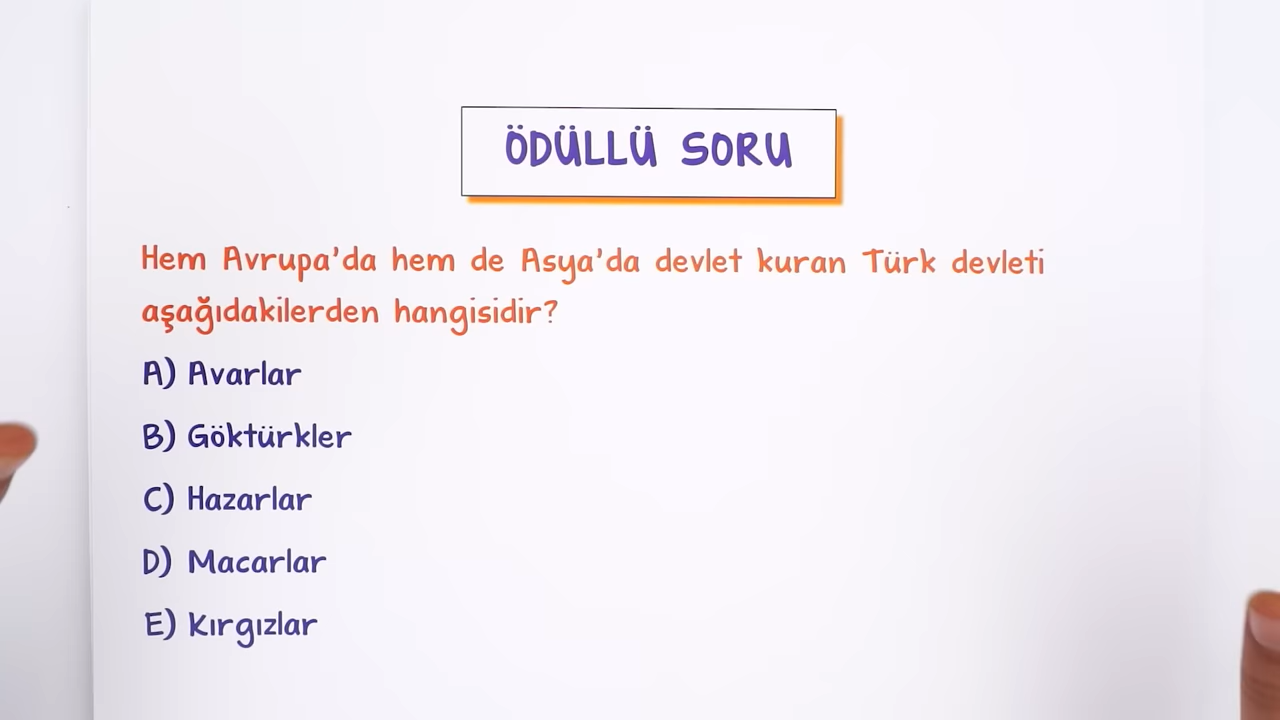 ÖDÜLLÜ SORU
Hem Avrupa'da hem de Asya'da devlet kuran Türk devleti
aşağıdakilerden hangisidir?
A) Avarlar
B) Göktürkler
C) Hazarlar
D) Macarlar
E) Kırgızlar